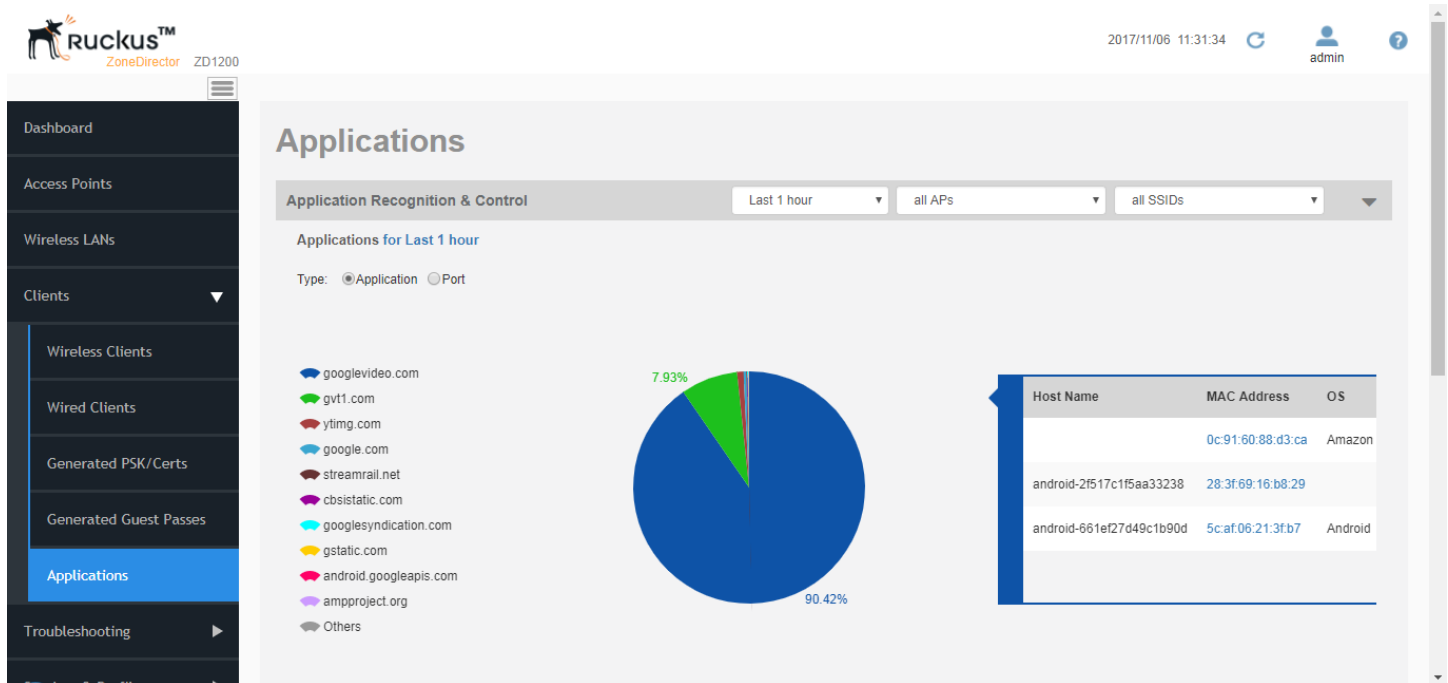 RUCKUS™
ZoneDirector ZD1200
2017/11/06 11:31:34
admin
?
Dashboard
Access Points
Wireless LANs
Clients
Wireless Clients
Wired Clients
Generated PSK/Certs
Generated Guest Passes
Applications
Troubleshooting
Applications
Application Recognition & Control
Last 1 hour
all APs
all SSIDs
Applications for Last 1 hour
Type: Application Port
googlevideo.com
gvt1.com
ytimg.com
google.com
streamrail.net
cbsistatic.com
googlesyndication.com
gstatic.com
android.googleapis.com
ampproject.org
Others
7.93%
90.42%
Host Name MAC Address OS
0c:91:60:88:d3:ca Amazon
android-2f517c1f5aa33238 28:3f:69:16:b8:29
android-661ef27d49c1b90d 5c:af:06:21:3f:b7 Android